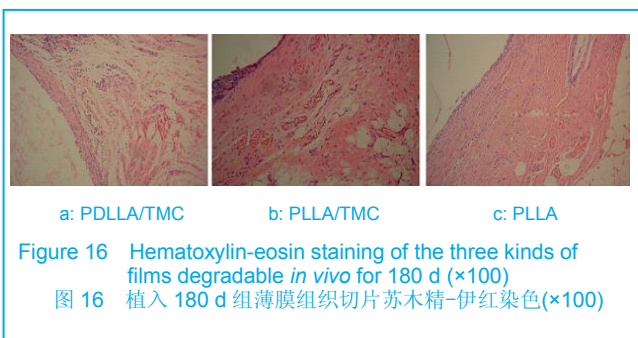 a: PDLLA/TMC b: PLLA/TMC c: PLLA
Figure 16 Hematoxylin-eosin staining of the three kinds of
films degradable in vivo for 180 d (×100)
图 16 植入 180 d 组薄膜组织切片苏木精-伊红染色(×100)